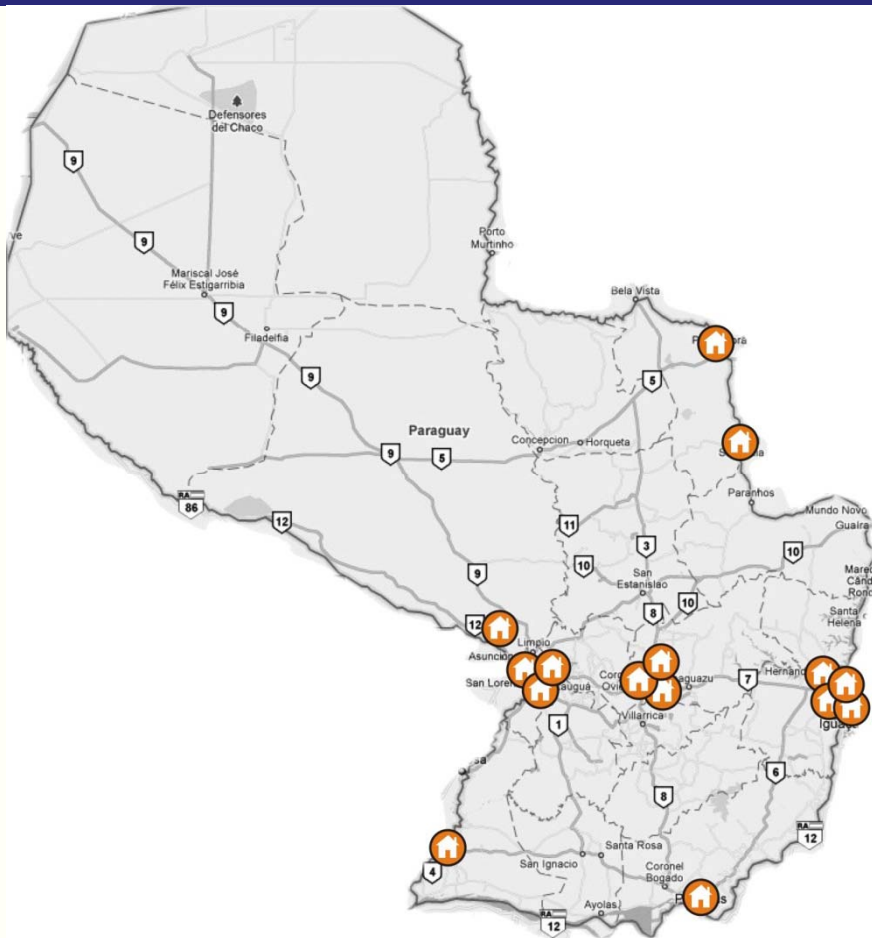 Defensores
del Chaco
9
ve
9
Porto
Murtinho
Mariscal José
Félix Estigarribia
Bela Vista
9
Filadelfia
9
5
Paraguay
Concepcion
Horqueta
9
5
RA
86
12
Paranhos
11
Mundo Novo
Guaira
3
10
10
9
San
Estanislao
10
8
Santa
Helena
12
Limpio
Asunción
7
Villarrica
1
6
8
RA
12
Santa Rosa
San Ignacio
4
Coronel
Bogado
Ayolas
RA
12